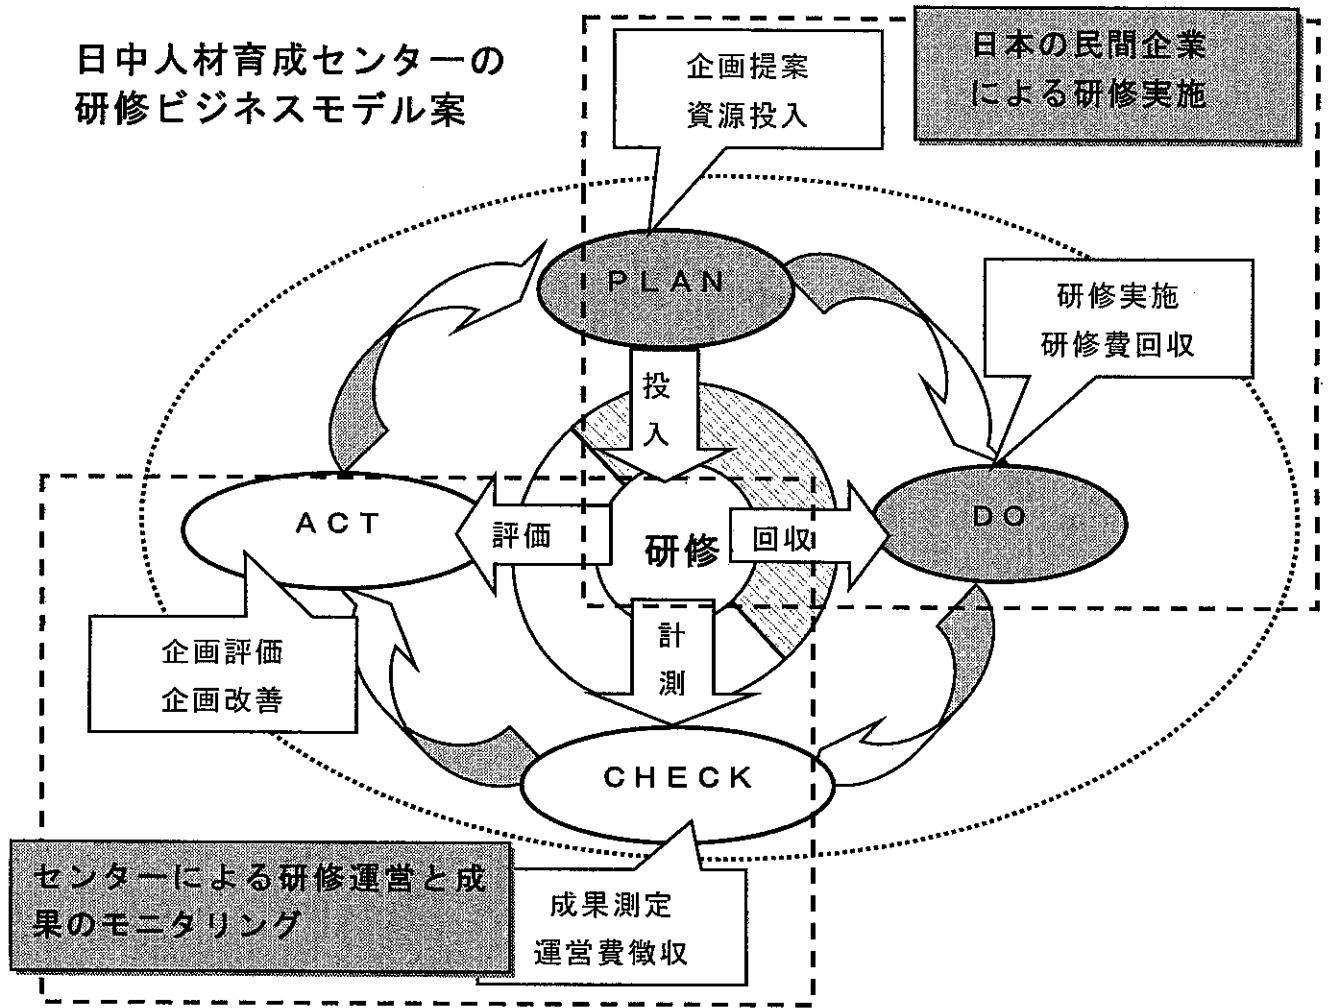 日中人材育成センターの
研修ビジネスモデル案
企画提案
資源投入
日本の民間企業
による研修実施
PLAN
研修実施
研修費回収
投
入
ACT
評価
研修
回収
DO
計
測
企画評価
企画改善
CHECK
センターによる研修運営と成
果のモニタリング
成果測定
運営費徴収